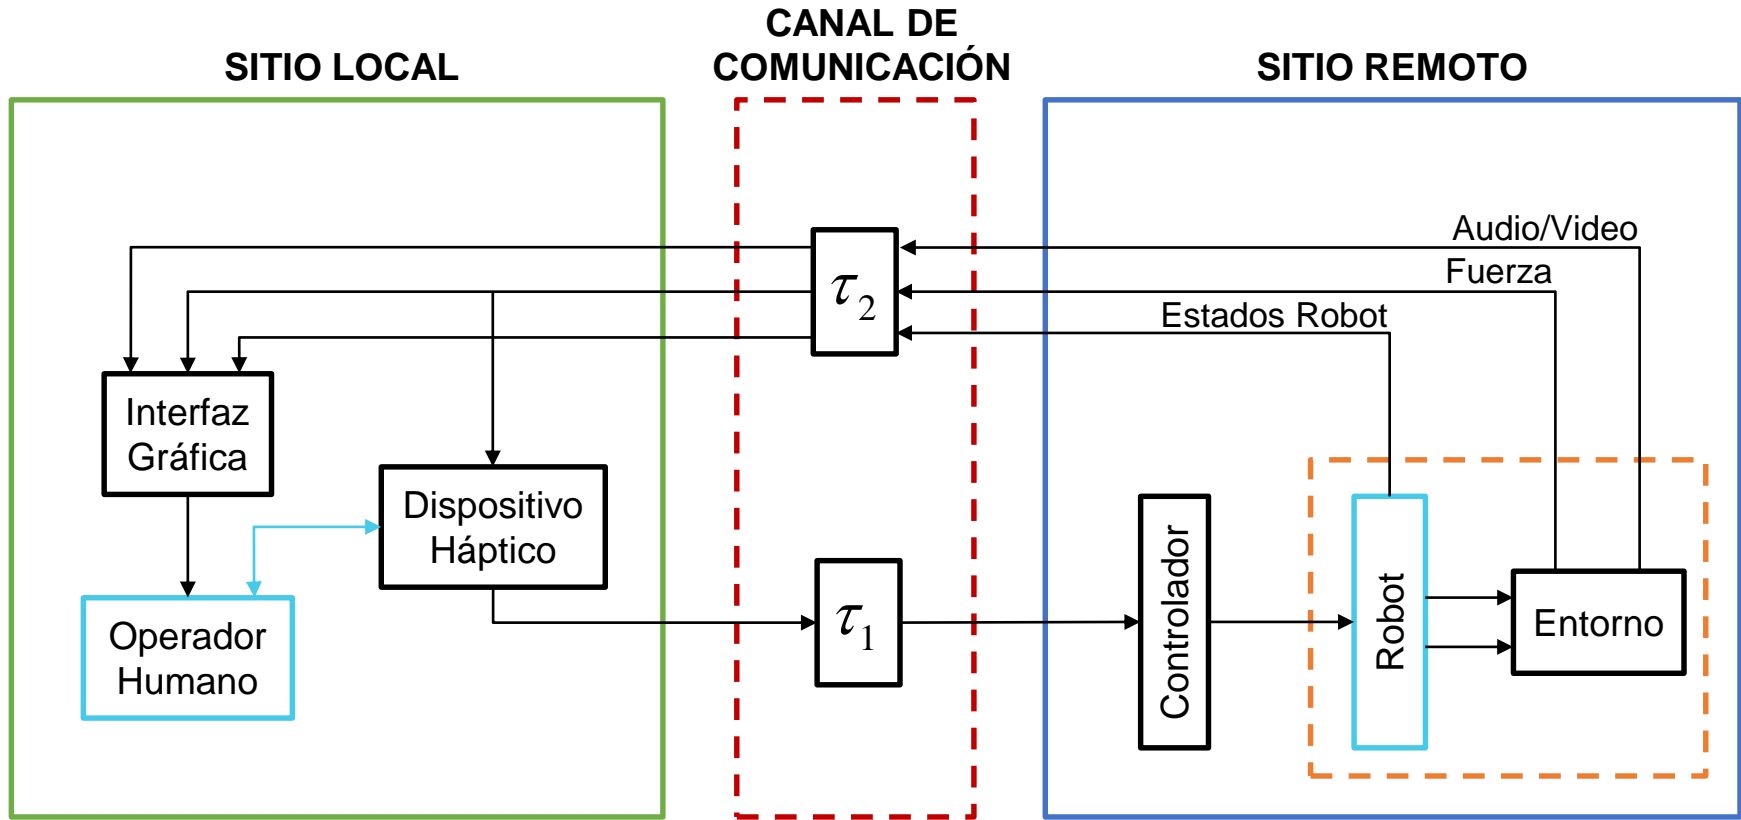 SITIO LOCAL
CANAL DE
COMUNICACIÓN
SITIO REMOTO
Audio/Video
Fuerza
Estados Robot
τ2
Interfaz
Gráfica
Dispositivo
Háptico
Operador
Humano
τ1
Controlador
Robot
Entorno